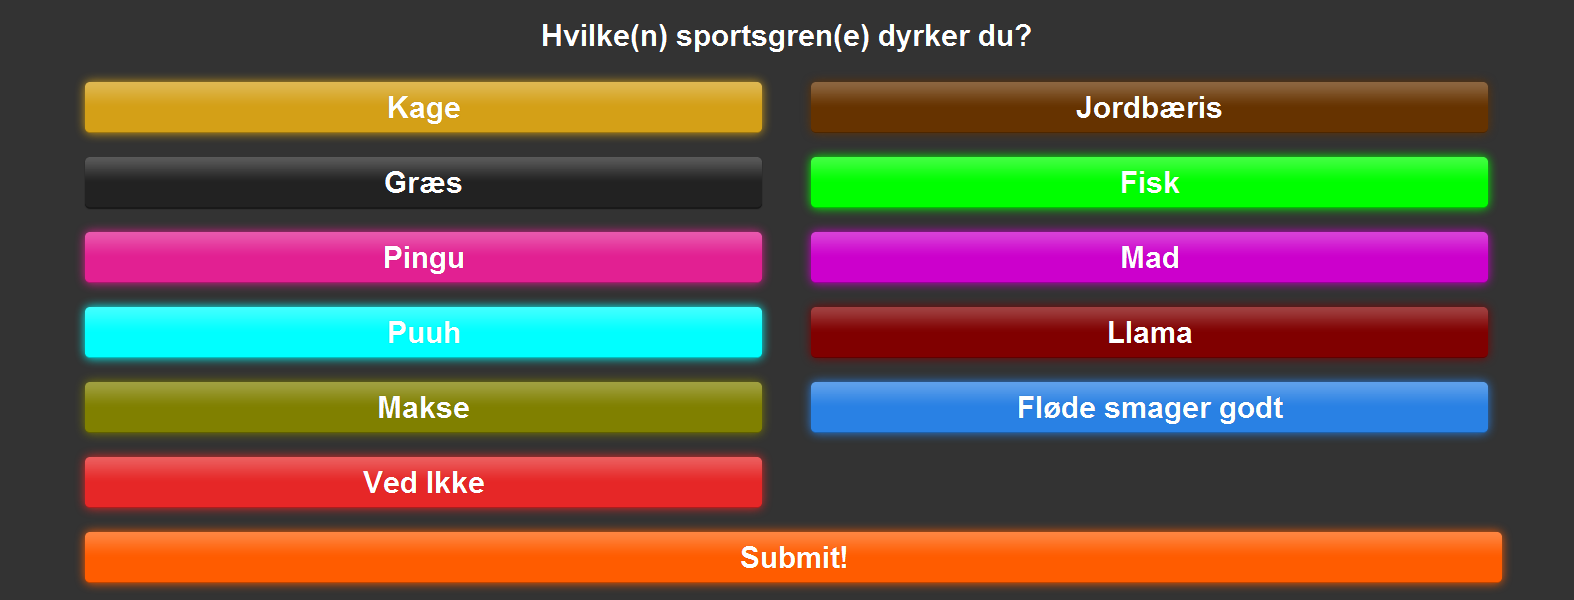 Hvilke(n) sportsgren(e) dyrker du?
Kage
Jordbæris
Græs
Fisk
Pingu
Mad
Puuh
Llama
Makse
Fløde smager godt
Ved Ikke
Submit!